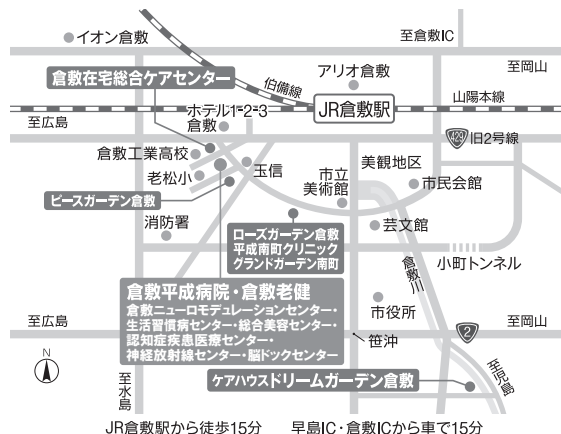 イオン倉敷
至倉敷IC
倉敷在宅総合ケアセンター
伯備線
アリオ倉敷
至岡山
ホテル1-2-3
倉敷
JR倉敷駅
山陽本線
至広島
429
旧2号線
倉敷工業高校
玉信
市立
美術館
美観地区
市民会館
老松小
ピースガーデン倉敷
消防署
ローズガーデン倉敷
平成南町クリニック
グランドガーデン南町
芸文館
倉敷川
小町トンネル
倉敷平成病院・倉敷老健
倉敷ニューロモデュレーションセンター・
生活習慣病センター・総合美容センター・
認知症疾患医療センター・
神経放射線センター・脳ドックセンター
市役所
至広島
2
至岡山
笹沖
N
至水島
ケアハウスドリームガーデン倉敷
至児島
JR倉敷駅から徒歩15分 早島IC・倉敷ICから車で15分